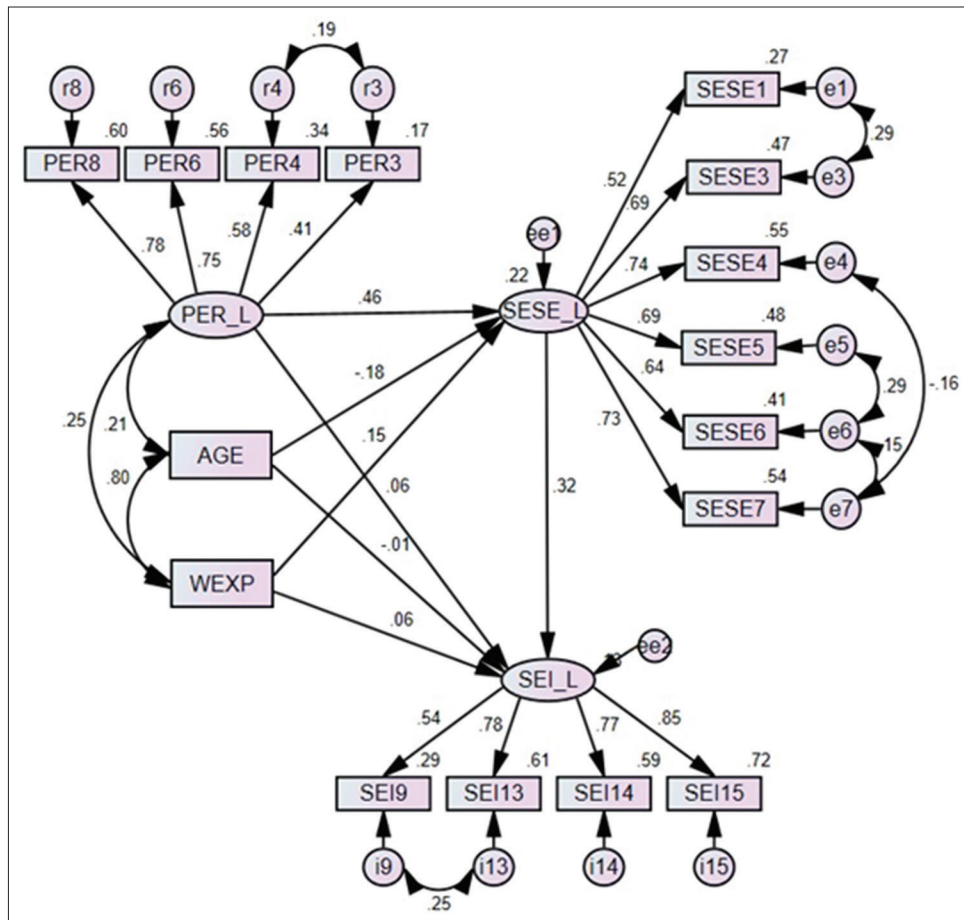 .19
r8 r6 r4 r3
.60 .56 .34 .17
PER8 PER6 PER4 PER3
.78 .75 .58 .41
PER_L
.27
SESE1 e1
.29
.47
SESE3 e3
.52
.69
.55
SESE4 e4
.74
.48
SESE5 e5
.69
.29
-.16
.41
SESE6 e6
.64
15
.54
SESE7 e7
.73
ee1
.22
SESE_L
.46
-.18
.15
.25
.21
AGE
.80
.06
-.01
WEXP
.06
.32
ee2
SEI_L
.54 .78 .77 .85
.29 .61 .59 .72
SEI9 SEI13 SEI14 SEI15
i9 i13 i14 i15
.25